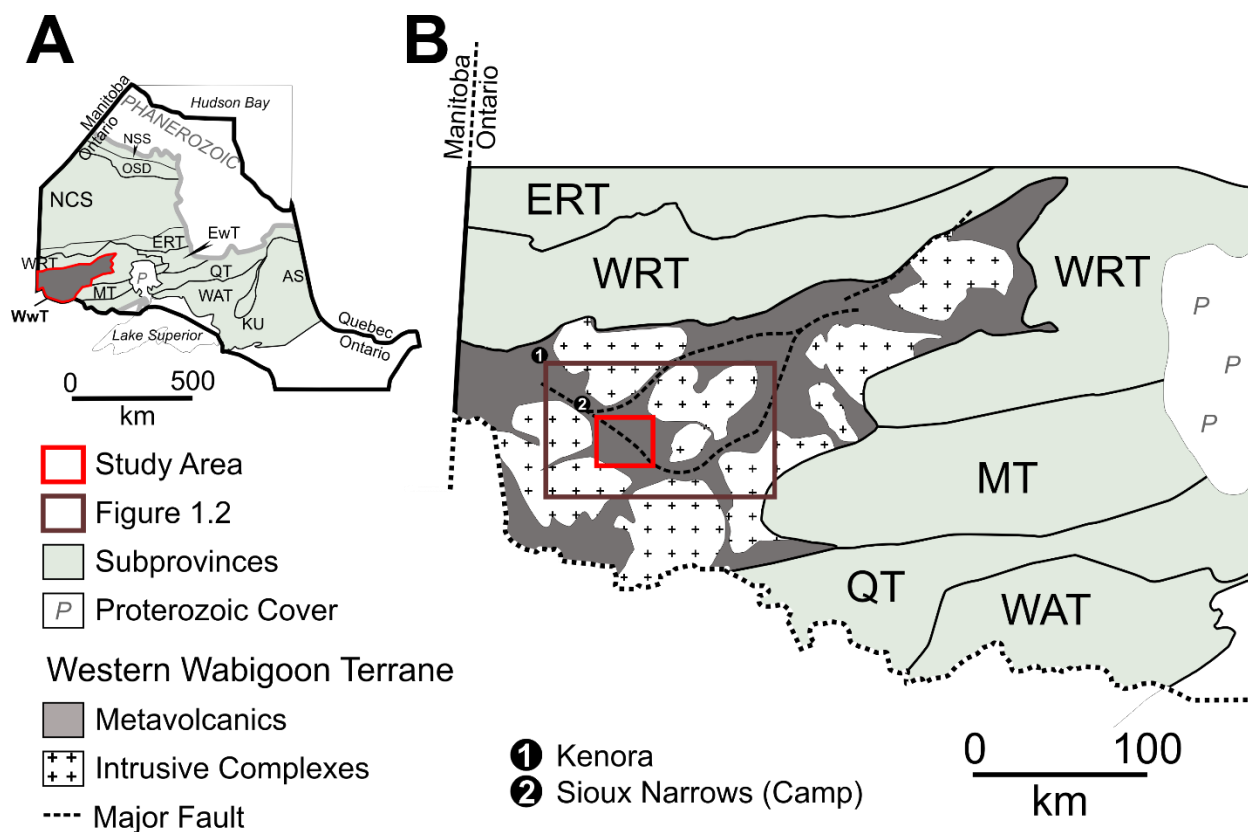 A
Manitoba
Ontario
Hudson Bay
PHANEROZOIC
NSS
OSD
NCS
ERT
EwT
WRT
P
QT
AS
MT
WAT
WwT
KU
Lake Superior
Quebec
Ontario
0 500
km
Study Area
Figure 1.2
Subprovinces
P Proterozoic Cover
Western Wabigoon Terrane
Metavolcanics
Intrusive Complexes
Major Fault
B
Manitoba
Ontario
ERT
WRT
WRT
P
P
P
1
2
MT
QT
WAT
1 Kenora
2 Sioux Narrows (Camp)
0 100
km